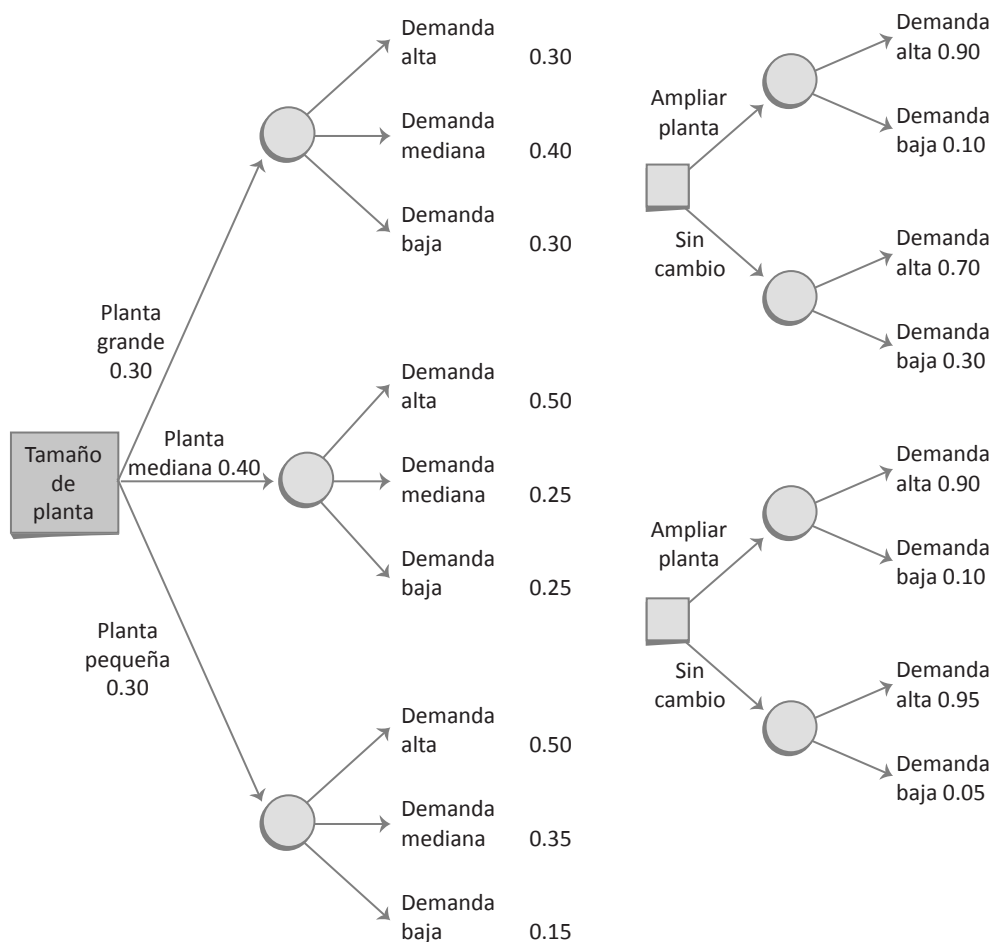 Tamaño
de
planta
Planta
grande
0.30
Planta
mediana 0.40
Planta
pequeña
0.30
Demanda
alta 0.30
Demanda
mediana 0.40
Demanda
baja 0.30
Demanda
alta 0.50
Demanda
mediana 0.25
Demanda
baja 0.25
Demanda
alta 0.50
Demanda
mediana 0.35
Demanda
baja 0.15
Ampliar
planta
Sin
cambio
Demanda
alta 0.90
Demanda
baja 0.10
Demanda
alta 0.70
Demanda
baja 0.30
Ampliar
planta
Sin
cambio
Demanda
alta 0.90
Demanda
baja 0.10
Demanda
alta 0.95
Demanda
baja 0.05